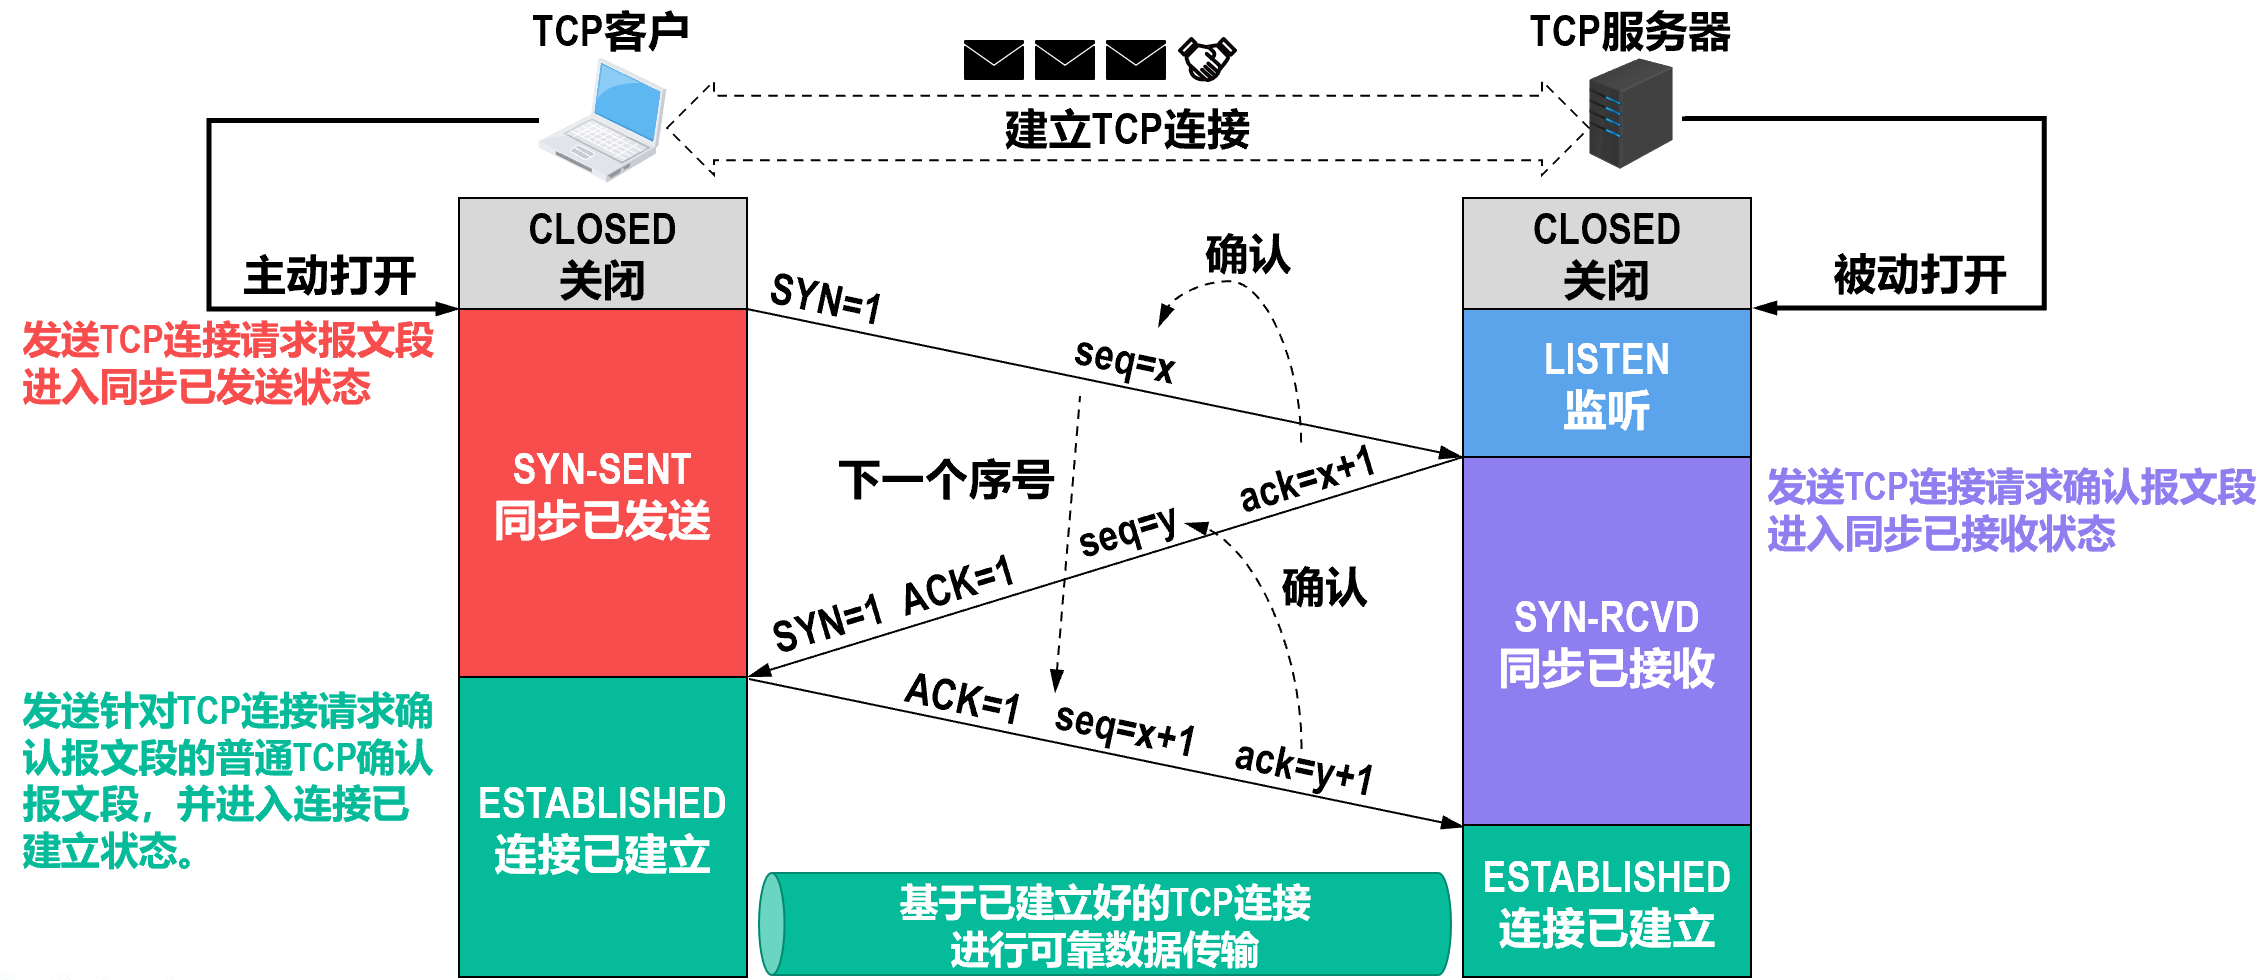 TCP客户
TCP服务器
建立TCP连接
CLOSED
关闭
CLOSED
关闭
主动打开
被动打开
确认
SYN=1
seq=x
发送TCP连接请求报文段
进入同步已发送状态
LISTEN
监听
SYN-SENT
同步已发送
下一个序号
ack=x+1
seq=y
ACK=1
SYN=1
发送TCP连接请求确认报文段
进入同步已接收状态
确认
SYN-RCVD
同步已接收
发送针对TCP连接请求确
认报文段的普通TCP确认
报文段，并进入连接已
建立状态。
ACK=1
seq=x+1
ack=y+1
ESTABLISHED
连接已建立
ESTABLISHED
连接已建立
基于已建立好的TCP连接
进行可靠数据传输